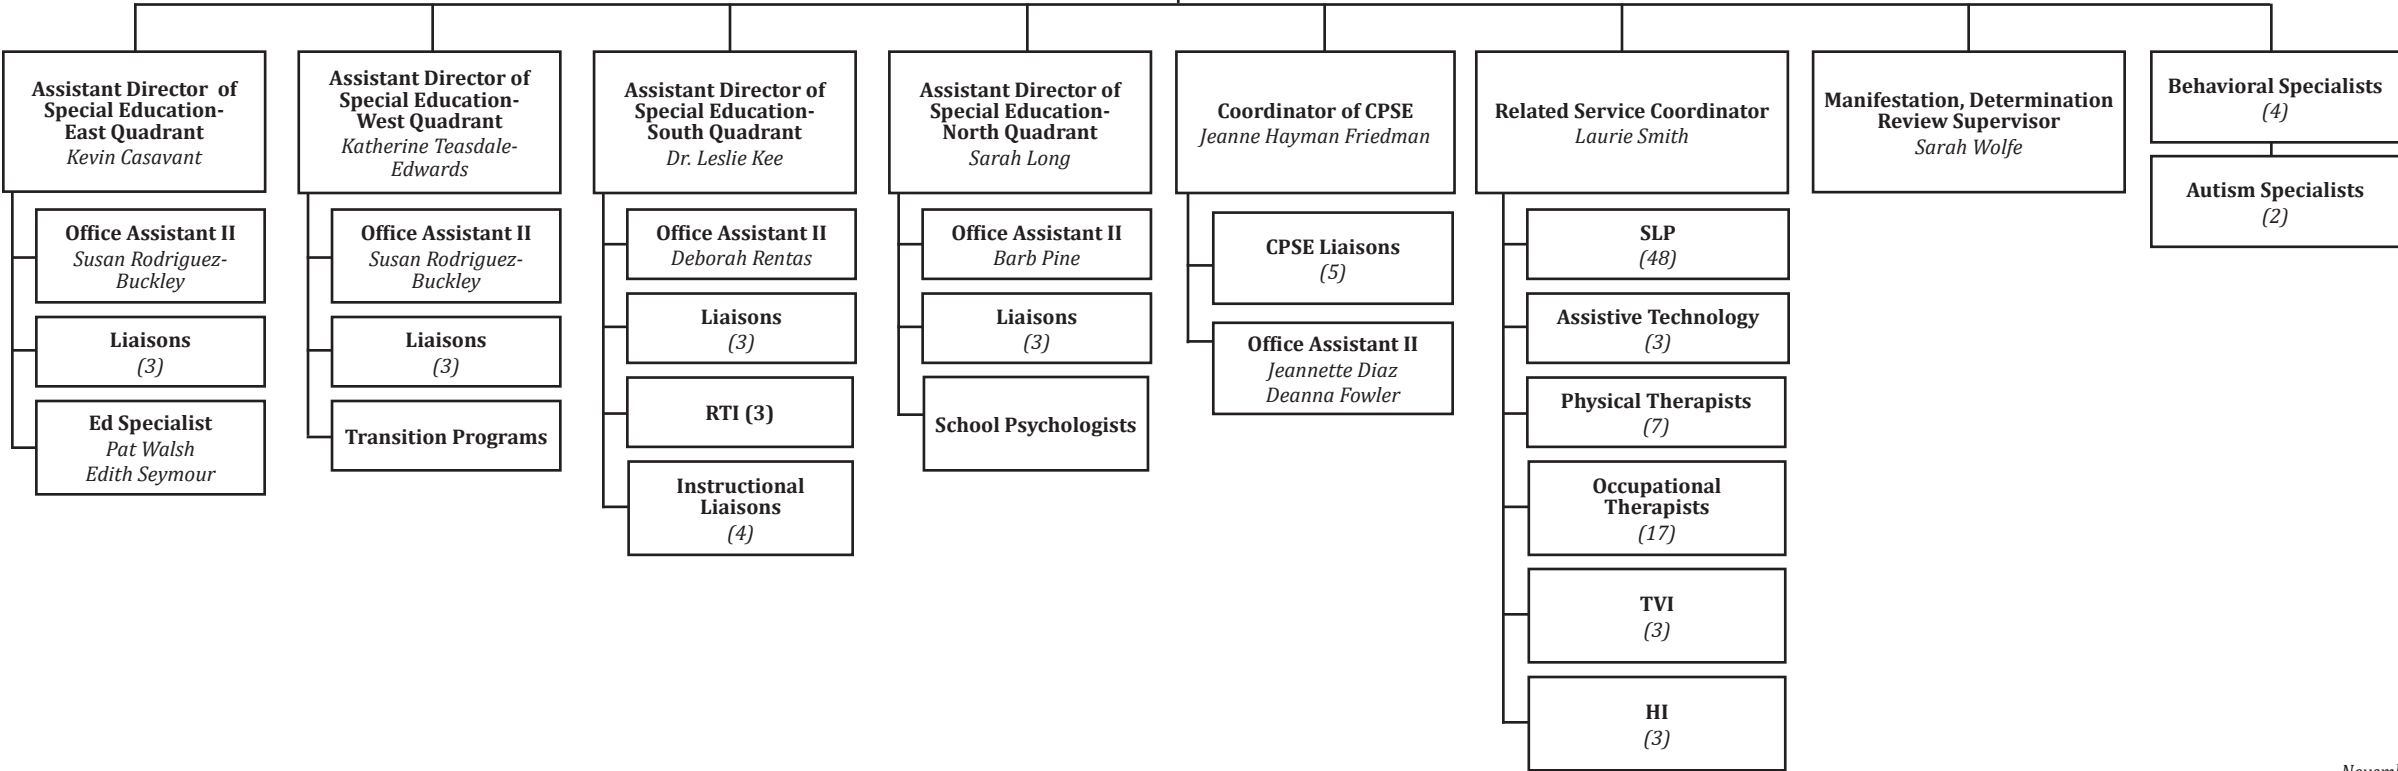 Assistant Director of
Special Education-
East Quadrant
Kevin Casavant
Office Assistant II
Susan Rodriguez-
Buckley
Liaisons
(3)
Ed Specialist
Pat Walsh
Edith Seymour
Assistant Director of
Special Education-
West Quadrant
Katherine Teasdale-
Edwards
Office Assistant II
Susan Rodriguez-
Buckley
Liaisons
(3)
Transition Programs
Assistant Director of
Special Education-
South Quadrant
Dr. Leslie Kee
Office Assistant II
Deborah Rentas
Liaisons
(3)
RTI (3)
Instructional
Liaisons
(4)
Assistant Director of
Special Education-
North Quadrant
Sarah Long
Office Assistant II
Barb Pine
Liaisons
(3)
School Psychologists
Coordinator of CPSE
Jeanne Hayman Friedman
CPSE Liaisons
(5)
Office Assistant II
Jeannette Diaz
Deanna Fowler
Related Service Coordinator
Laurie Smith
SLP
(48)
Assistive Technology
(3)
Physical Therapists
(7)
Occupational
Therapists
(17)
TVI
(3)
HI
(3)
Manifestation, Determination
Review Supervisor
Sarah Wolfe
Behavioral Specialists
(4)
Autism Specialists
(2)